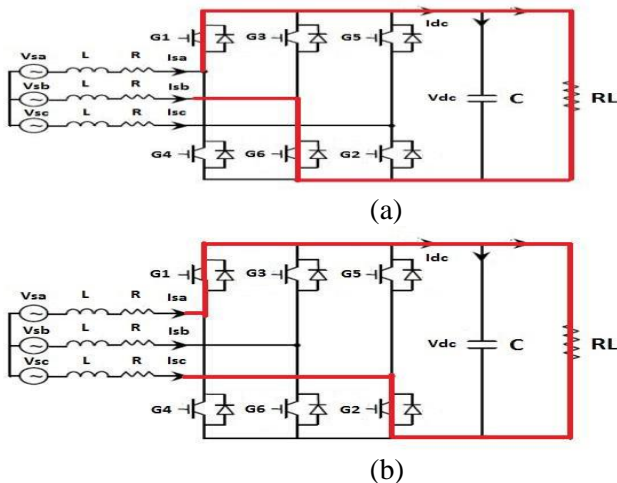 G1 G3 G5 Idc
Vsa L R Isa
Vsb L R Isb
Vsc L R Isc
Vdc C RL
G4 G6 G2
(a)
G1 G3 G5 Idc
Vsa L R Isa
Vsb L R Isb
Vsc L R Isc
Vdc C RL
G4 G6 G2
(b)